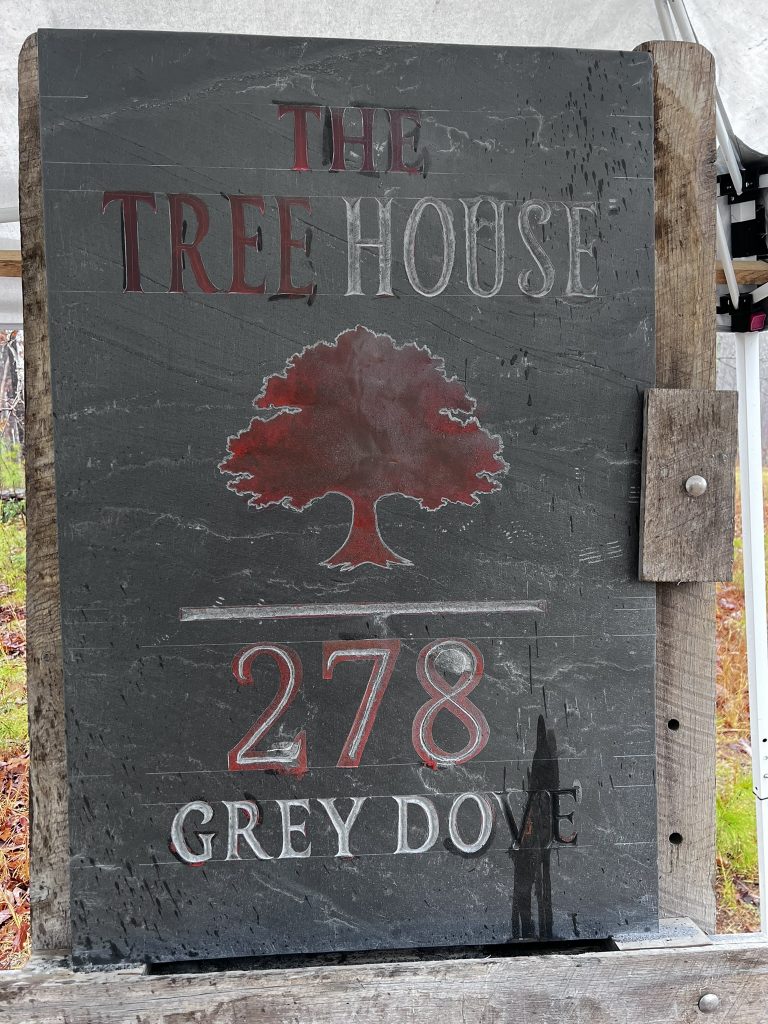 THE
TREE HOUSE
278
GREY DOVE